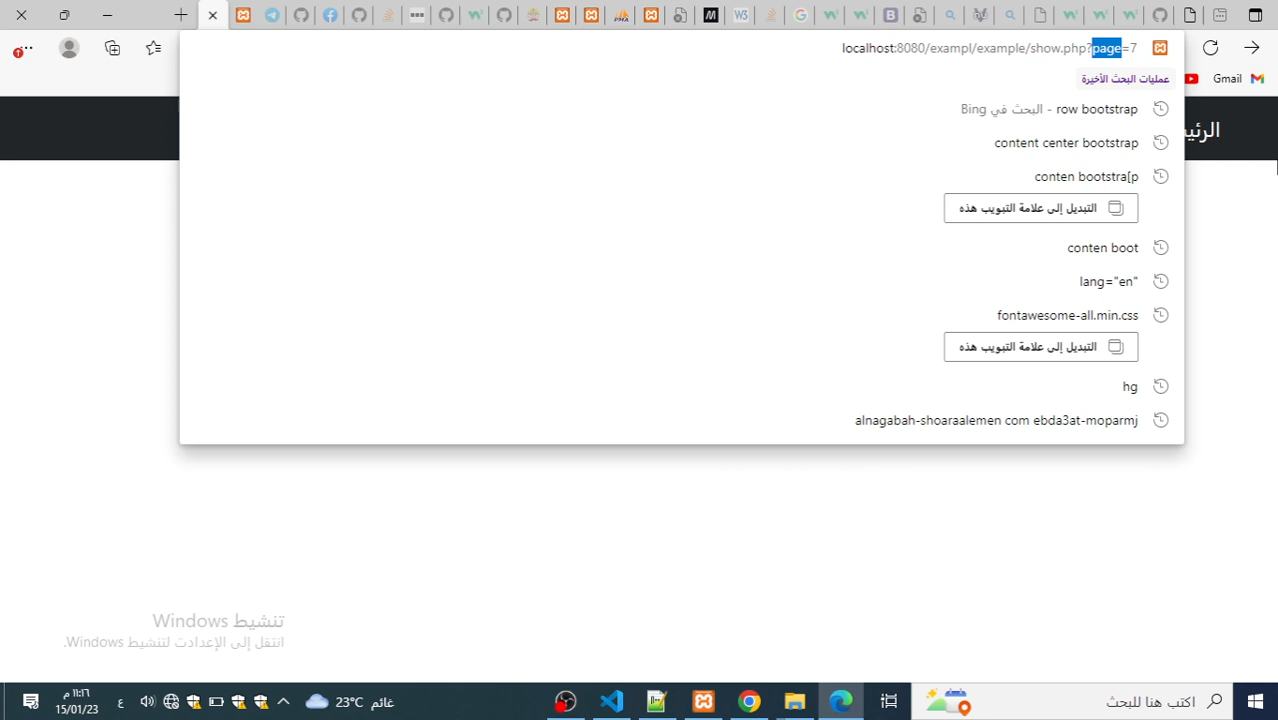 localhost:8080/exampl/example/show.php?page=7
عمليات البحث الأخيرة
row bootstrap - البحث في Bing
content center bootstrap
conten bootstra[p
التبديل إلى علامة التبويب هذه
conten boot
lang="en"
fontawesome-all.min.css
التبديل إلى علامة التبويب هذه
hg
alnagabah-shoaraalemen com ebda3at-moparmj
Gmail
الرئي
تنشيط Windows
انتقل إلى الإعدادت لتنشيط Windows.
اكتب هنا للبحث
23°C غائم
ع
١١:١٦ م
15/01/23